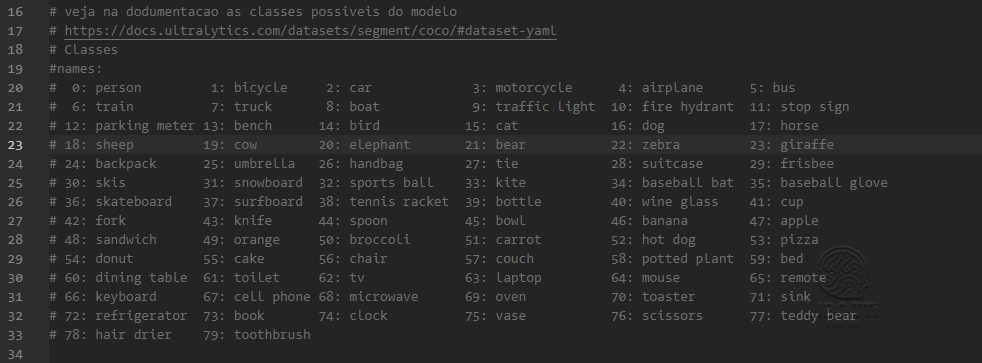 16 # veja na dodumentacao as classes possiveis do modelo
17 # https://docs.ultralytics.com/datasets/segment/coco/#dataset-yaml
18 # Classes
19 #names:
20 #  0: person         1: bicycle     2: car             3: motorcycle     4: airplane      5: bus
21 #  6: train          7: truck       8: boat            9: traffic light  10: fire hydrant  11: stop sign
22 # 12: parking meter 13: bench      14: bird           15: cat            16: dog           17: horse
23 # 18: sheep         19: cow        20: elephant       21: bear           22: zebra         23: giraffe
24 # 24: backpack      25: umbrella   26: handbag        27: tie            28: suitcase      29: frisbee
25 # 30: skis          31: snowboard  32: sports ball    33: kite           34: baseball bat  35: baseball glove
26 # 36: skateboard    37: surfboard  38: tennis racket  39: bottle         40: wine glass    41: cup
27 # 42: fork          43: knife      44: spoon          45: bowl           46: banana        47: apple
28 # 48: sandwich      49: orange     50: broccoli       51: carrot         52: hot dog       53: pizza
29 # 54: donut         55: cake       56: chair          57: couch          58: potted plant  59: bed
30 # 60: dining table  61: toilet     62: tv             63: laptop         64: mouse         65: remote
31 # 66: keyboard      67: cell phone 68: microwave      69: oven           70: toaster       71: sink
32 # 72: refrigerator  73: book       74: clock          75: vase           76: scissors      77: teddy bear
33 # 78: hair drier    79: toothbrush
34